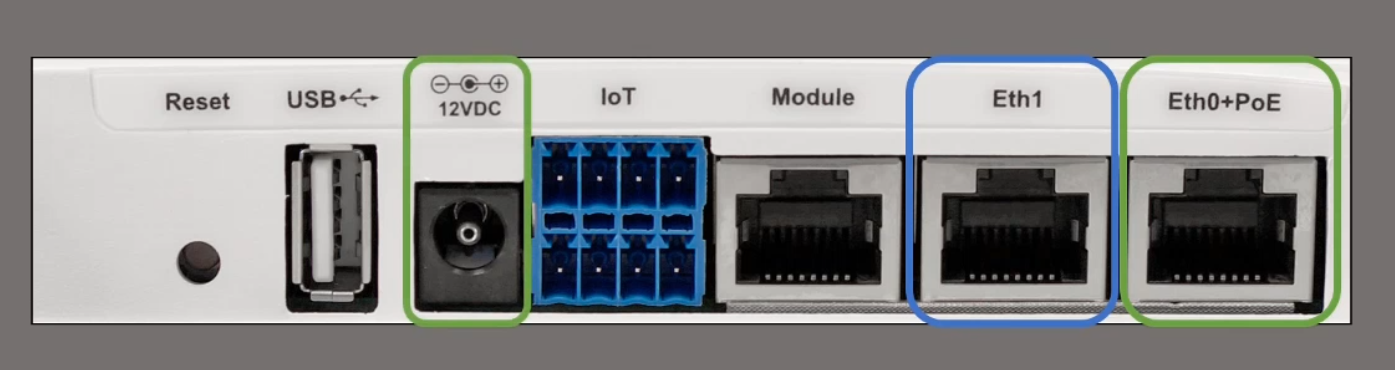 Reset
USB
12VDC
IoT
Module
Eth1
Eth0+PoE